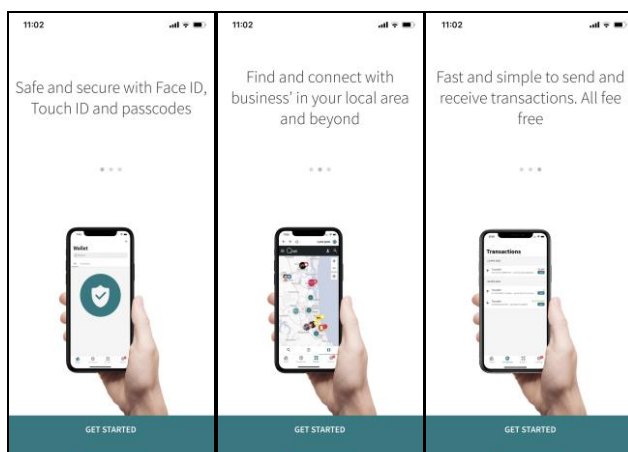 11:02
Safe and secure with Face ID,
Touch ID and passcodes
Wallet
GET STARTED
11:02
Find and connect with
business' in your local area
and beyond
GET STARTED
11:02
Fast and simple to send and
receive transactions. All fee
free
Transactions
GET STARTED